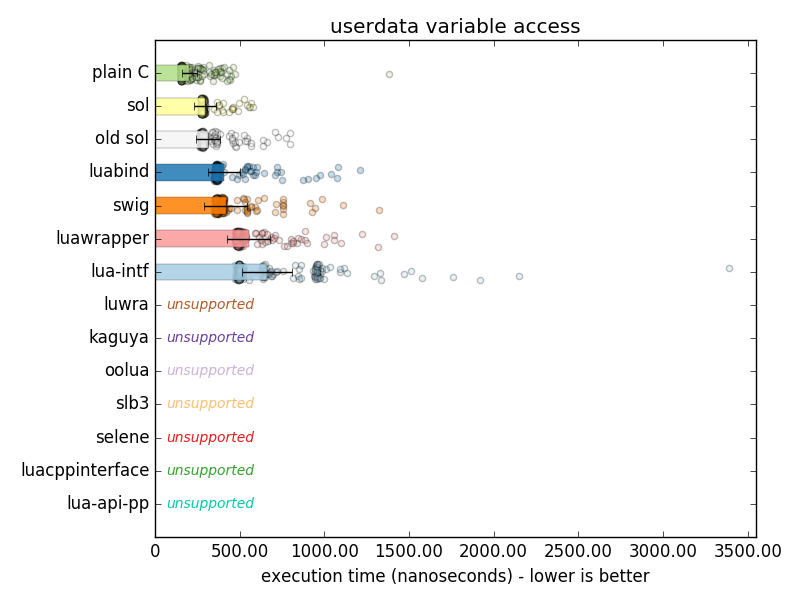 userdata variable access
plain C
sol
old sol
luabind
swig
luawrapper
lua-intf
luwra unsupported
kaguya unsupported
oolua unsupported
slb3 unsupported
selene unsupported
luacppinterface unsupported
lua-api-pp unsupported
0 500.00 1000.00 1500.00 2000.00 2500.00 3000.00 3500.00
execution time (nanoseconds) - lower is better